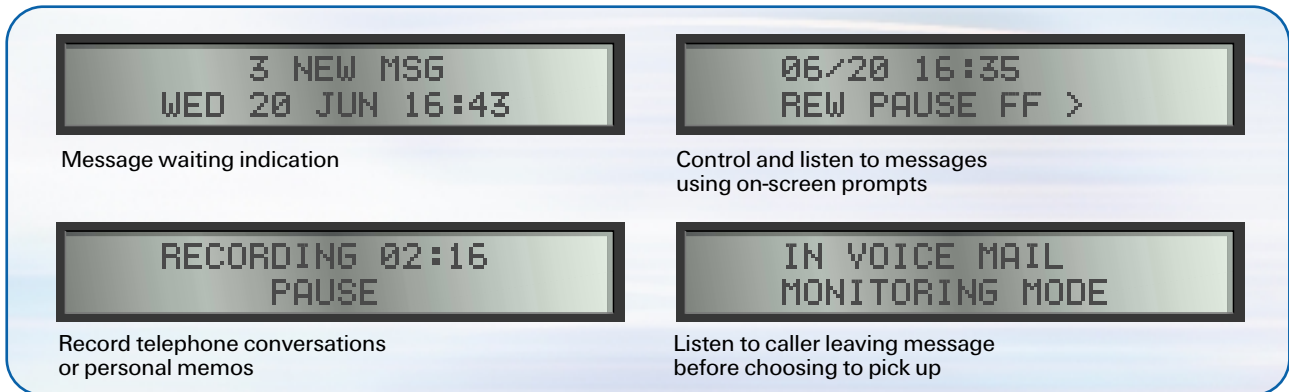 3 NEW MSG
WED 20 JUN 16:43
Message waiting indication
06/20 16:35
REW PAUSE FF >
Control and listen to messages
using on-screen prompts
RECORDING 02:16
PAUSE
Record telephone conversations
or personal memos
IN VOICE MAIL
MONITORING MODE
Listen to caller leaving message
before choosing to pick up